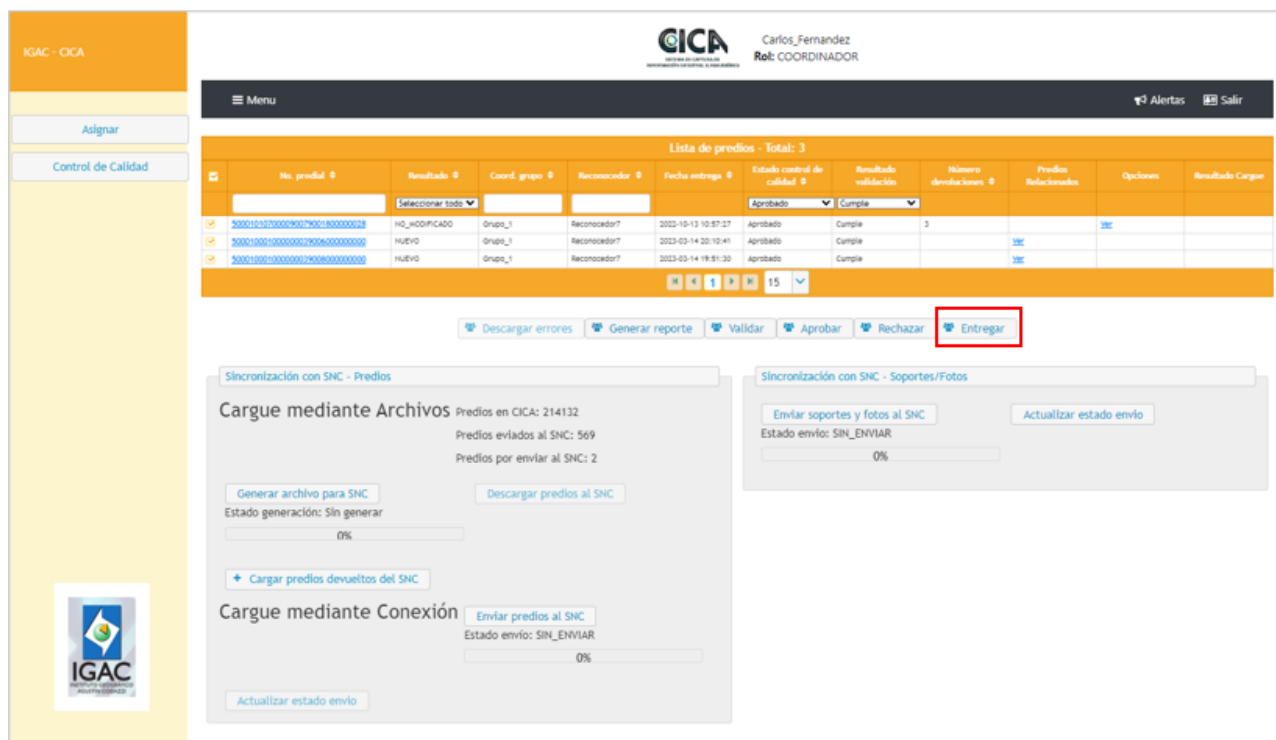 IGAC - CICA
CICA
Carlos_Fernandez
Rol: COORDINADOR
Menu
Alertas
Salir
Asignar
Control de Calidad
Lista de predios - Total: 3
No. predial Resultado Coord. grupo Reconocedor Fecha entrega Estado control de calidad Resultado validación Número devoluciones Predios Relacionados Opciones Resultado Cargue
Seleccionar todo Aprobado Cumple
NO_MODIFICADO Grupo_1 Reconocedor7 2022-10-13 10:57:27 Aprobado Cumple 3 Ver
NUEVO Grupo_1 Reconocedor7 2023-03-14 20:10:41 Aprobado Cumple Ver
NUEVO Grupo_1 Reconocedor7 2023-03-14 19:51:30 Aprobado Cumple Ver
1 15
Descargar errores Generar reporte Validar Aprobar Rechazar Entregar
Sincronización con SNC - Predios
Cargue mediante Archivos Predios en CICA: 214132
Predios eviados al SNC: 569
Predios por enviar al SNC: 2
Generar archivo para SNC Descargar predios al SNC
Estado generación: Sin generar
0%
+ Cargar predios devueltos del SNC
Cargue mediante Conexión Enviar predios al SNC
Estado envío: SIN_ENVIAR
0%
Actualizar estado envio
Sincronización con SNC - Soportes/Fotos
Enviar soportes y fotos al SNC Actualizar estado envio
Estado envio: SIN_ENVIAR
0%
IGAC
INSTITUTO GEOGRÁFICO
AGUSTÍN CODAZZI